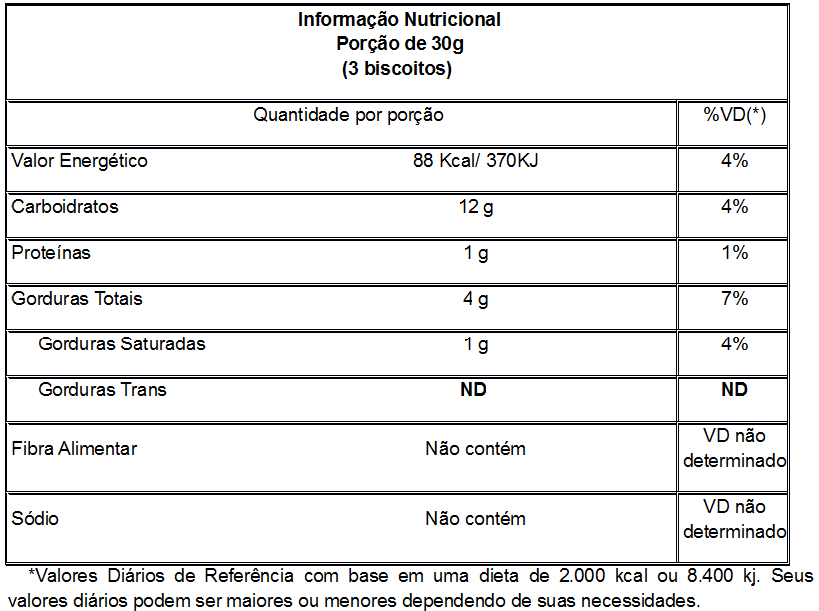 Informação Nutricional
Porção de 30g
(3 biscoitos)
Quantidade por porção %VD(*)
Valor Energético 88 Kcal/ 370KJ 4%
Carboidratos 12 g 4%
Proteínas 1 g 1%
Gorduras Totais 4 g 7%
Gorduras Saturadas 1 g 4%
Gorduras Trans ND ND
Fibra Alimentar Não contém VD não
determinado
Sódio Não contém VD não
determinado
*Valores Diários de Referência com base em uma dieta de 2.000 kcal ou 8.400 kj. Seus
valores diários podem ser maiores ou menores dependendo de suas necessidades.